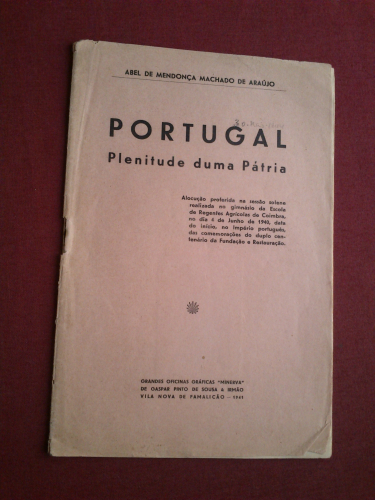 ABEL DE MENDONÇA MACHADO DE ARAÚJO
PORTUGAL
Plenitude duma Pátria
Alocução proferida na sessão solene
realizada no ginásio da Escola
de Regentes Agrícolas de Coimbra,
no dia 4 de Junho de 1940, data
do início, no Império português,
das comemorações do duplo cen-
tenário da Fundação e Restauração.
GRANDES OFICINAS GRÁFICAS "MINERVA"
DE GASPAR PINTO DE SOUSA & IRMÃO
VILA NOVA DE FAMALICÃO -